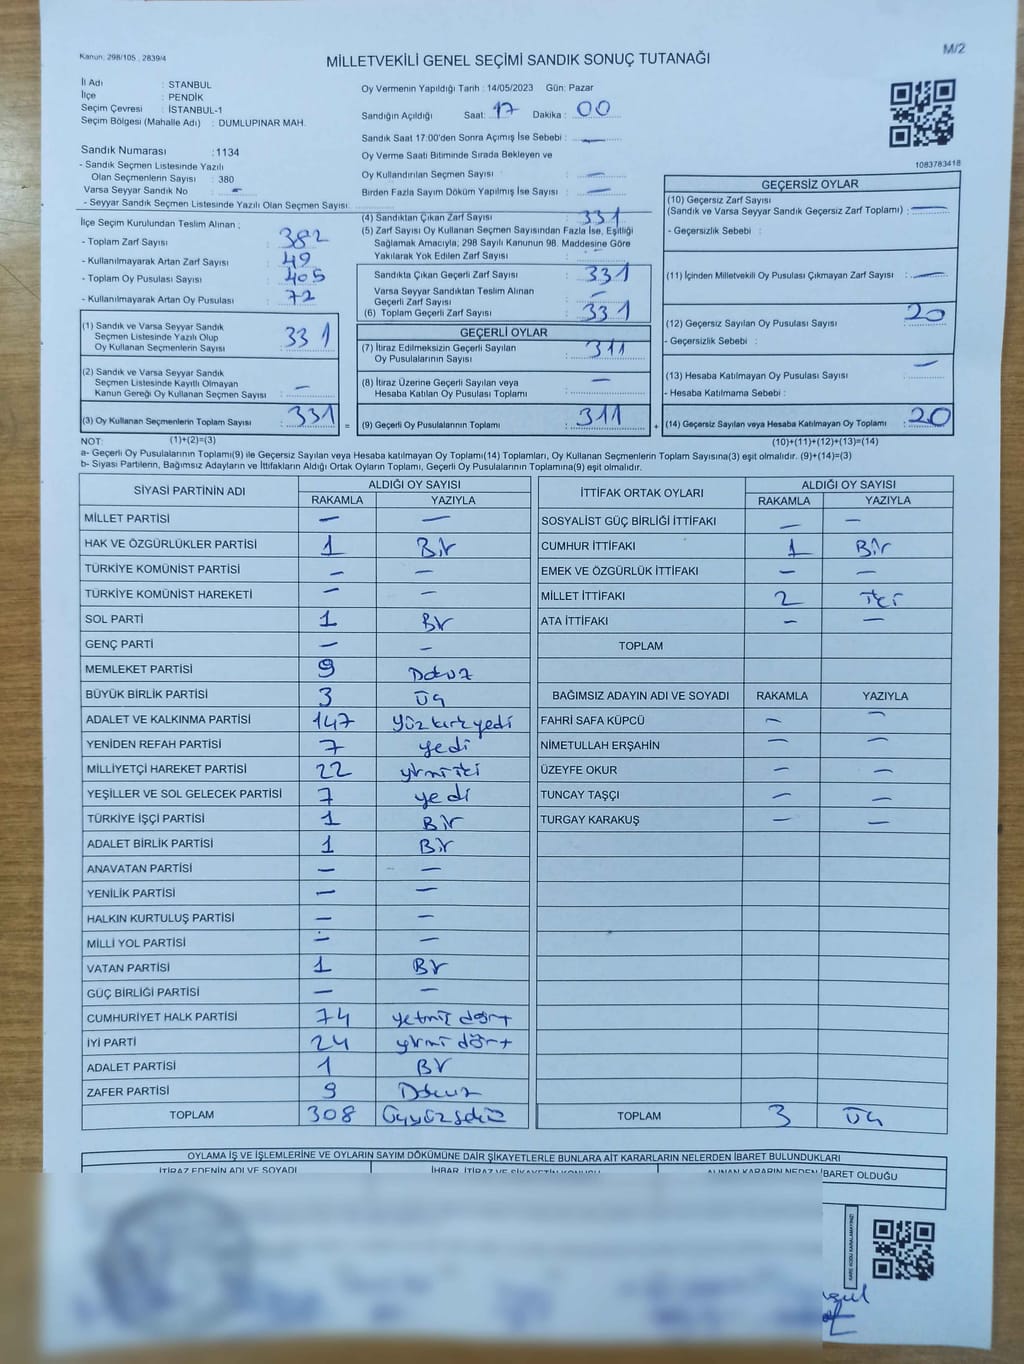 Kanun: 298/105 , 2839/4
MİLLETVEKİLİ GENEL SEÇİMİ SANDIK SONUÇ TUTANAĞI
M/2
İl Adı : STANBUL
İlçe : PENDİK
Seçim Çevresi : İSTANBUL-1
Seçim Bölgesi (Mahalle Adı) : DUMLUPINAR MAH.
Sandık Numarası : 1134
- Sandık Seçmen Listesinde Yazılı
Olan Seçmenlerin Sayısı : 380
Varsa Seyyar Sandık No : —
- Seyyar Sandık Seçmen Listesinde Yazılı Olan Seçmen Sayısı:
Oy Vermenin Yapıldığı Tarih : 14/05/2023 Gün: Pazar
Sandığın Açıldığı Saat: 17 Dakika : 00
Sandık Saat 17:00'den Sonra Açımış İse Sebebi : —
Oy Verme Saati Bitiminde Sırada Bekleyen ve
Oy Kullandırılan Seçmen Sayısı : —
Birden Fazla Sayım Döküm Yapılmış İse Sayısı : —
1083783418
İlçe Seçim Kurulundan Teslim Alınan ;
- Toplam Zarf Sayısı : 382
- Kullanılmayarak Artan Zarf Sayısı : 49
- Toplam Oy Pusulası Sayısı : 405
- Kullanılmayarak Artan Oy Pusulası : 72
(1) Sandık ve Varsa Seyyar Sandık
Seçmen Listesinde Yazılı Olup
Oy Kullanan Seçmenlerin Sayısı : 331
(2) Sandık ve Varsa Seyyar Sandık
Seçmen Listesinde Kayıtlı Olmayan
Kanun Gereği Oy Kullanan Seçmen Sayısı : —
(3) Oy Kullanan Seçmenlerin Toplam Sayısı : 331
(4) Sandıktan Çıkan Zarf Sayısı : 331
(5) Zarf Sayısı Oy Kullanan Seçmen Sayısından Fazla İse, Eşitliği
Sağlamak Amacıyla; 298 Sayılı Kanunun 98. Maddesine Göre
Yakılarak Yok Edilen Zarf Sayısı :
Sandıkta Çıkan Geçerli Zarf Sayısı : 331
Varsa Seyyar Sandıktan Teslim Alınan
Geçerli Zarf Sayısı : —
(6) Toplam Geçerli Zarf Sayısı : 331
GEÇERLİ OYLAR
(7) İtiraz Edilmeksizin Geçerli Sayılan
Oy Pusulalarının Sayısı : 311
(8) İtiraz Üzerine Geçerli Sayılan veya
Hesaba Katılan Oy Pusulaları Toplamı : —
(9) Geçerli Oy Pusulalarının Toplamı : 311
GEÇERSİZ OYLAR
(10) Geçersiz Zarf Sayısı
(Sandık ve Varsa Seyyar Sandık Geçersiz Zarf Toplamı) : —
- Geçersizlik Sebebi :
(11) İçinden Milletvekili Oy Pusulası Çıkmayan Zarf Sayısı : —
(12) Geçersiz Sayılan Oy Pusulası Sayısı : 20
- Geçersizlik Sebebi :
(13) Hesaba Katılmayan Oy Pusulası Sayısı : —
- Hesaba Katılmama Sebebi :
(14) Geçersiz Sayılan veya Hesaba Katılmayan Oy Toplamı : 20
NOT: (1)+(2)=(3) (10)+(11)+(12)+(13)=(14)
a- Geçerli Oy Pusulalarının Toplamı(9) ile Geçersiz Sayılan veya Hesaba katılmayan Oy Toplamı(14) Toplamları, Oy Kullanan Seçmenlerin Toplam Sayısına(3) eşit olmalıdır. (9)+(14)=(3)
b- Siyasi Partilerin, Bağımsız Adayların ve İttifakların Aldığı Ortak Oyların Toplamı, Geçerli Oy Pusulalarının Toplamına(9) eşit olmalıdır.
SİYASİ PARTİNİN ADI ALDIĞI OY SAYISI
RAKAMLA YAZIYLA
MİLLET PARTİSİ — —
HAK VE ÖZGÜRLÜKLER PARTİSİ 1 Bir
TÜRKİYE KOMÜNİST PARTİSİ — —
TÜRKİYE KOMÜNİST HAREKETİ — —
SOL PARTİ 1 Bir
GENÇ PARTİ — —
MEMLEKET PARTİSİ 9 Dokuz
BÜYÜK BİRLİK PARTİSİ 3 Üç
ADALET VE KALKINMA PARTİSİ 147 Yüz kırk yedi
YENİDEN REFAH PARTİSİ 7 yedi
MİLLİYETÇİ HAREKET PARTİSİ 22 yirmi iki
YEŞİLLER VE SOL GELECEK PARTİSİ 7 yedi
TÜRKİYE İŞÇİ PARTİSİ 1 Bir
ADALET BİRLİK PARTİSİ 1 Bir
ANAVATAN PARTİSİ — —
YENİLİK PARTİSİ — —
HALKIN KURTULUŞ PARTİSİ — —
MİLLİ YOL PARTİSİ — —
VATAN PARTİSİ 1 Bir
GÜÇ BİRLİĞİ PARTİSİ — —
CUMHURİYET HALK PARTİSİ 74 yetmiş dört
İYİ PARTİ 24 yirmi dört
ADALET PARTİSİ 1 Bir
ZAFER PARTİSİ 9 Dokuz
TOPLAM 308 Üçyüzsekiz
İTTİFAK ORTAK OYLARI ALDIĞI OY SAYISI
RAKAMLA YAZIYLA
SOSYALİST GÜÇ BİRLİĞİ İTTİFAKI — —
CUMHUR İTTİFAKI 1 Bir
EMEK VE ÖZGÜRLÜK İTTİFAKI — —
MİLLET İTTİFAKI 2 iki
ATA İTTİFAKI — —
TOPLAM
BAĞIMSIZ ADAYIN ADI VE SOYADI RAKAMLA YAZIYLA
FAHRİ SAFA KÜPCÜ — —
NİMETULLAH ERŞAHİN — —
ÜZEYFE OKUR — —
TUNCAY TAŞÇI — —
TURGAY KARAKUŞ — —
TOPLAM 3 Üç
OYLAMA İŞ VE İŞLEMLERİNE VE OYLARIN SAYIM DÖKÜMÜNE DAİR ŞİKAYETLERLE BUNLARA AİT KARARLARIN NELERDEN İBARET BULUNDUKLARI
İTİRAZ EDENİN ADI VE SOYADI İHBAR, İTİRAZ VE ŞİKAYETİN KONUSU ALINAN KARARIN NEDEN İBARET OLDUĞU
KARE KODU KARALAMAYINIZ!